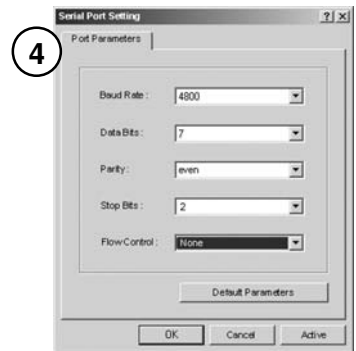 Serial Port Setting
4
Port Parameters
Baud Rate : 4800
Data Bits : 7
Parity : even
Stop Bits : 2
Flow Control : None
Default Parameters
OK Cancel Active